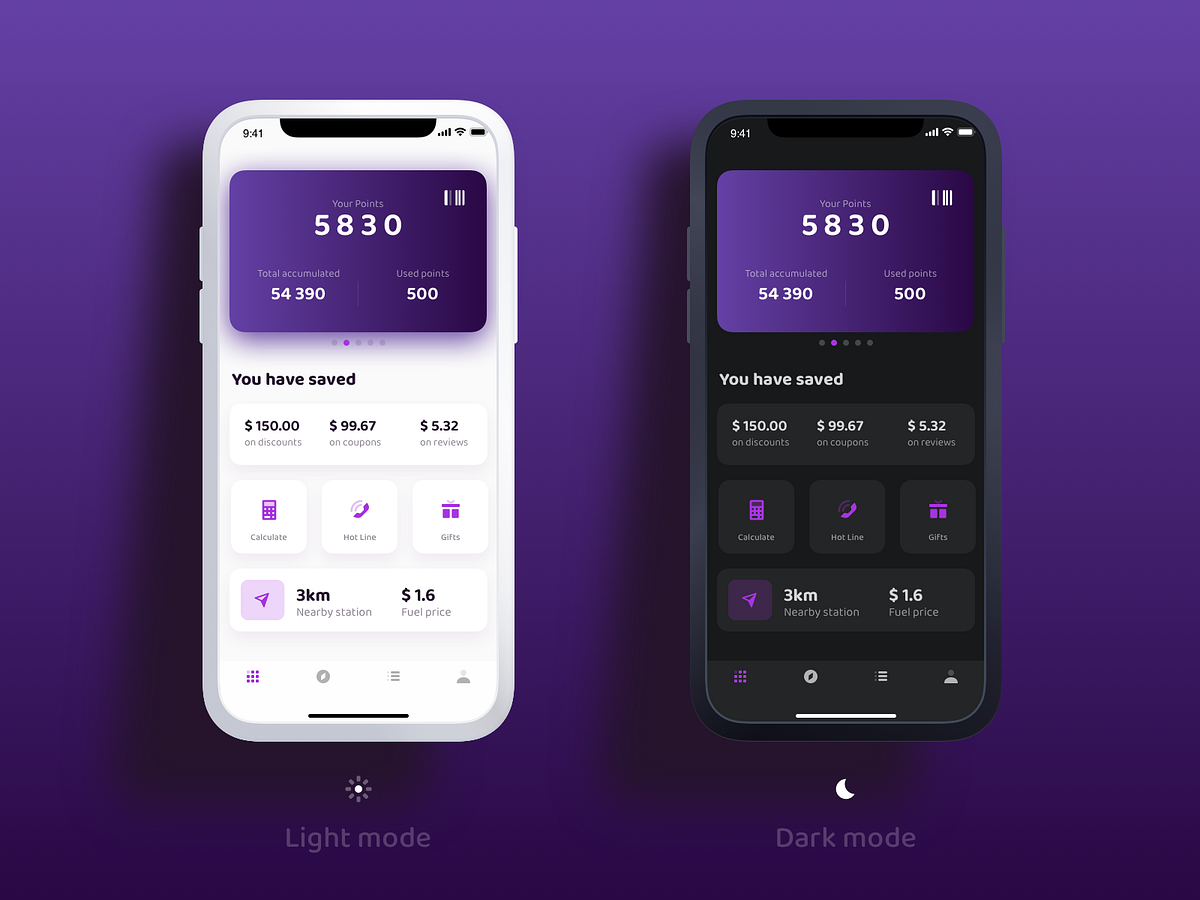 9:41
Your Points
5830
Total accumulated Used points
54 390 500
You have saved
$ 150.00 $ 99.67 $ 5.32
on discounts on coupons on reviews
Calculate Hot Line Gifts
3km $ 1.6
Nearby station Fuel price
Light mode
9:41
Your Points
5830
Total accumulated Used points
54 390 500
You have saved
$ 150.00 $ 99.67 $ 5.32
on discounts on coupons on reviews
Calculate Hot Line Gifts
3km $ 1.6
Nearby station Fuel price
Dark mode